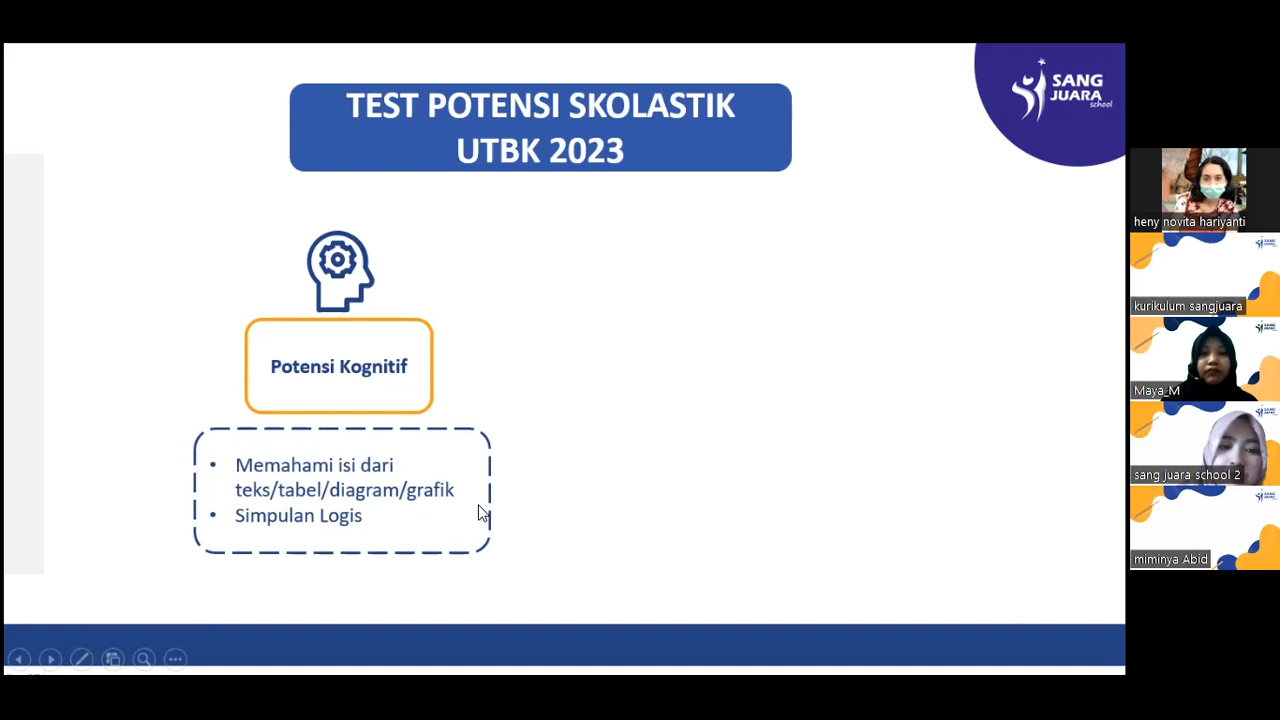 TEST POTENSI SKOLASTIK
UTBK 2023
SANG
JUARA
school
Potensi Kognitif
• Memahami isi dari
teks/tabel/diagram/grafik
• Simpulan Logis
heny novita hariyanti
kurikulum sangjuara
Maya_M
sang juara school 2
miminya Abid